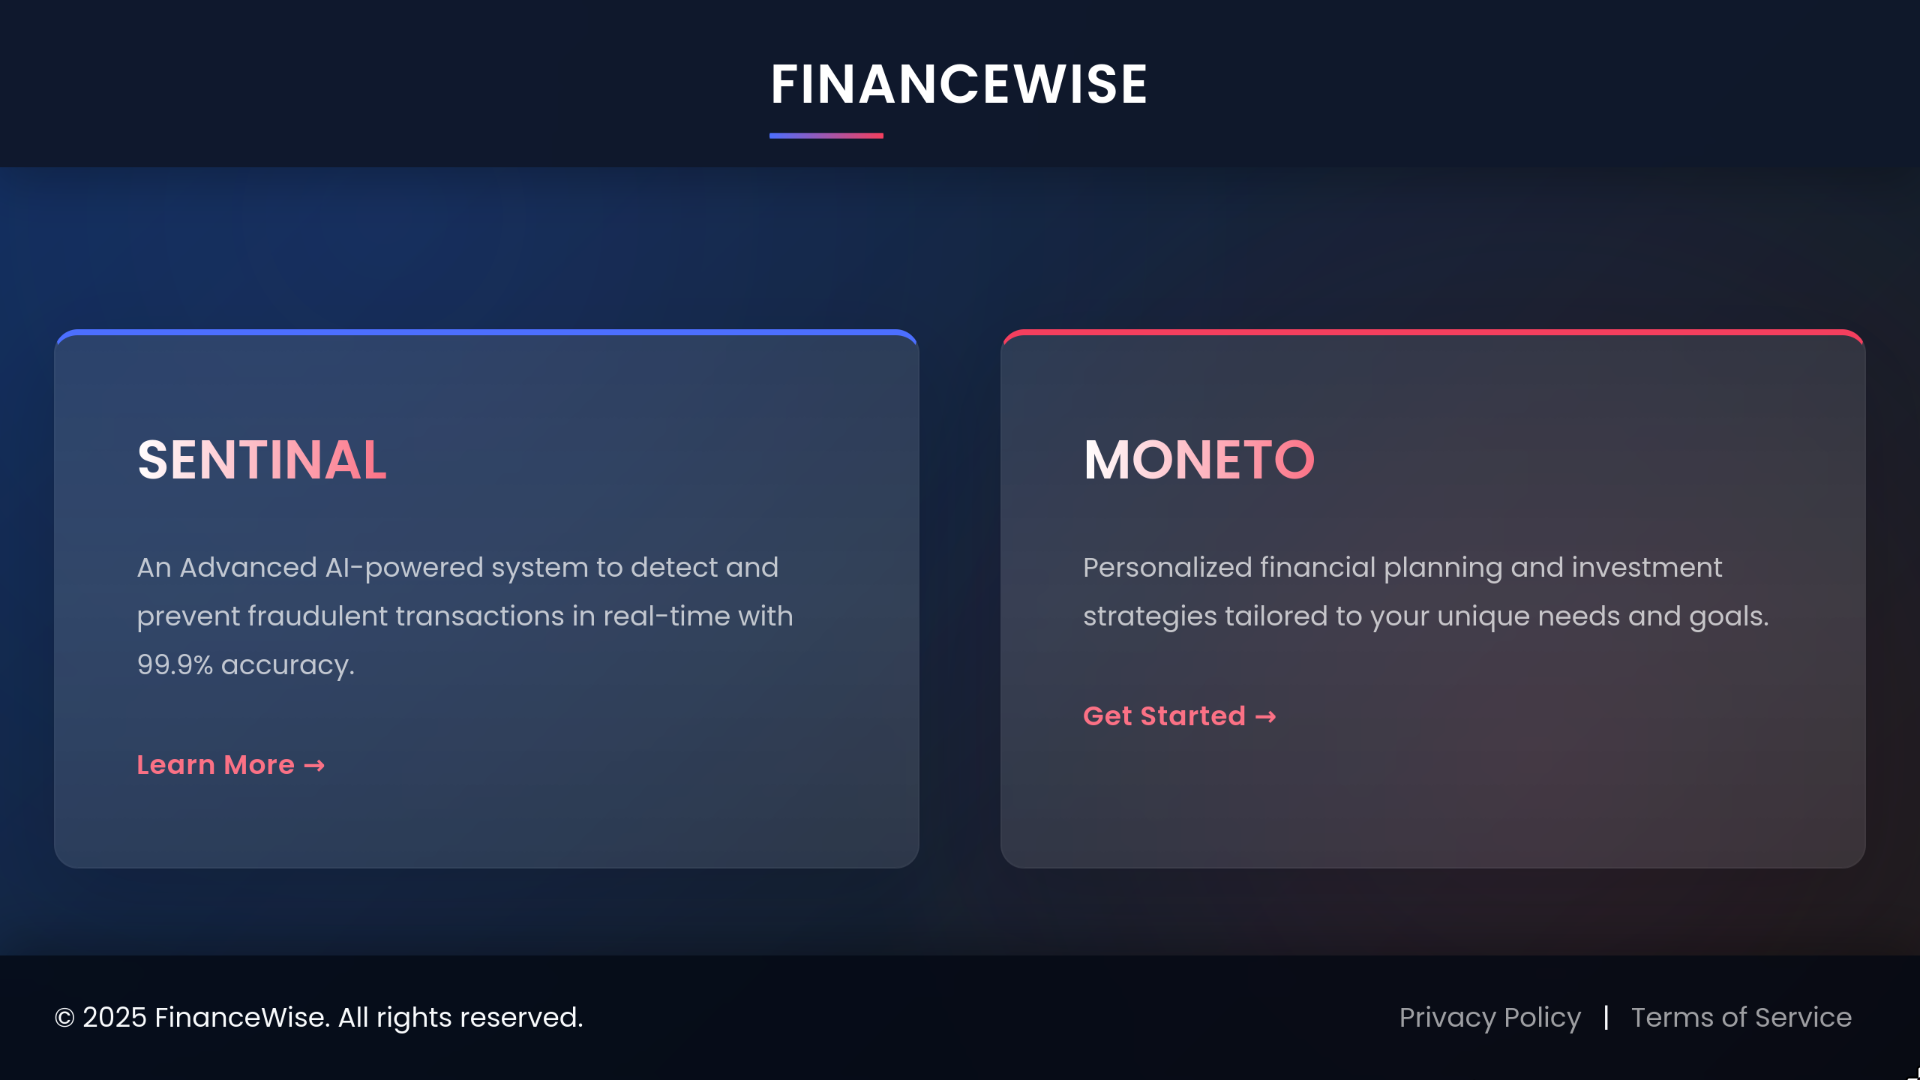 FINANCEWISE
SENTINAL
An Advanced AI-powered system to detect and
prevent fraudulent transactions in real-time with
99.9% accuracy.
Learn More →
MONETO
Personalized financial planning and investment
strategies tailored to your unique needs and goals.
Get Started →
© 2025 FinanceWise. All rights reserved.
Privacy Policy | Terms of Service